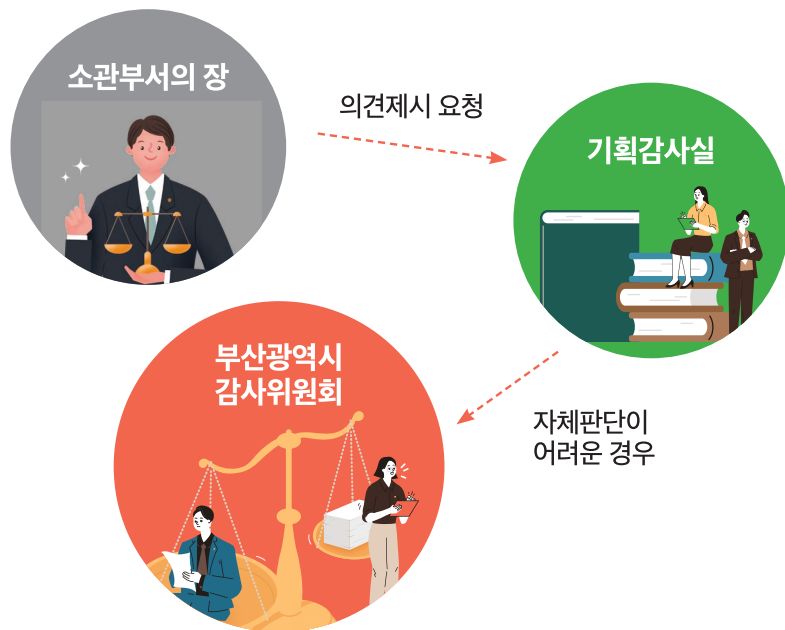 소관부서의 장
의견제시 요청
기획감사실
부산광역시
감사위원회
자체판단이
어려운 경우